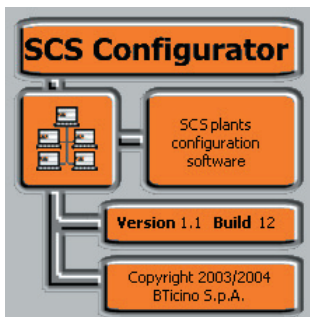 SCS Configurator
SCS plants
configuration
software
Version 1.1 Build 12
Copyright 2003/2004
BTicino S.p.A.